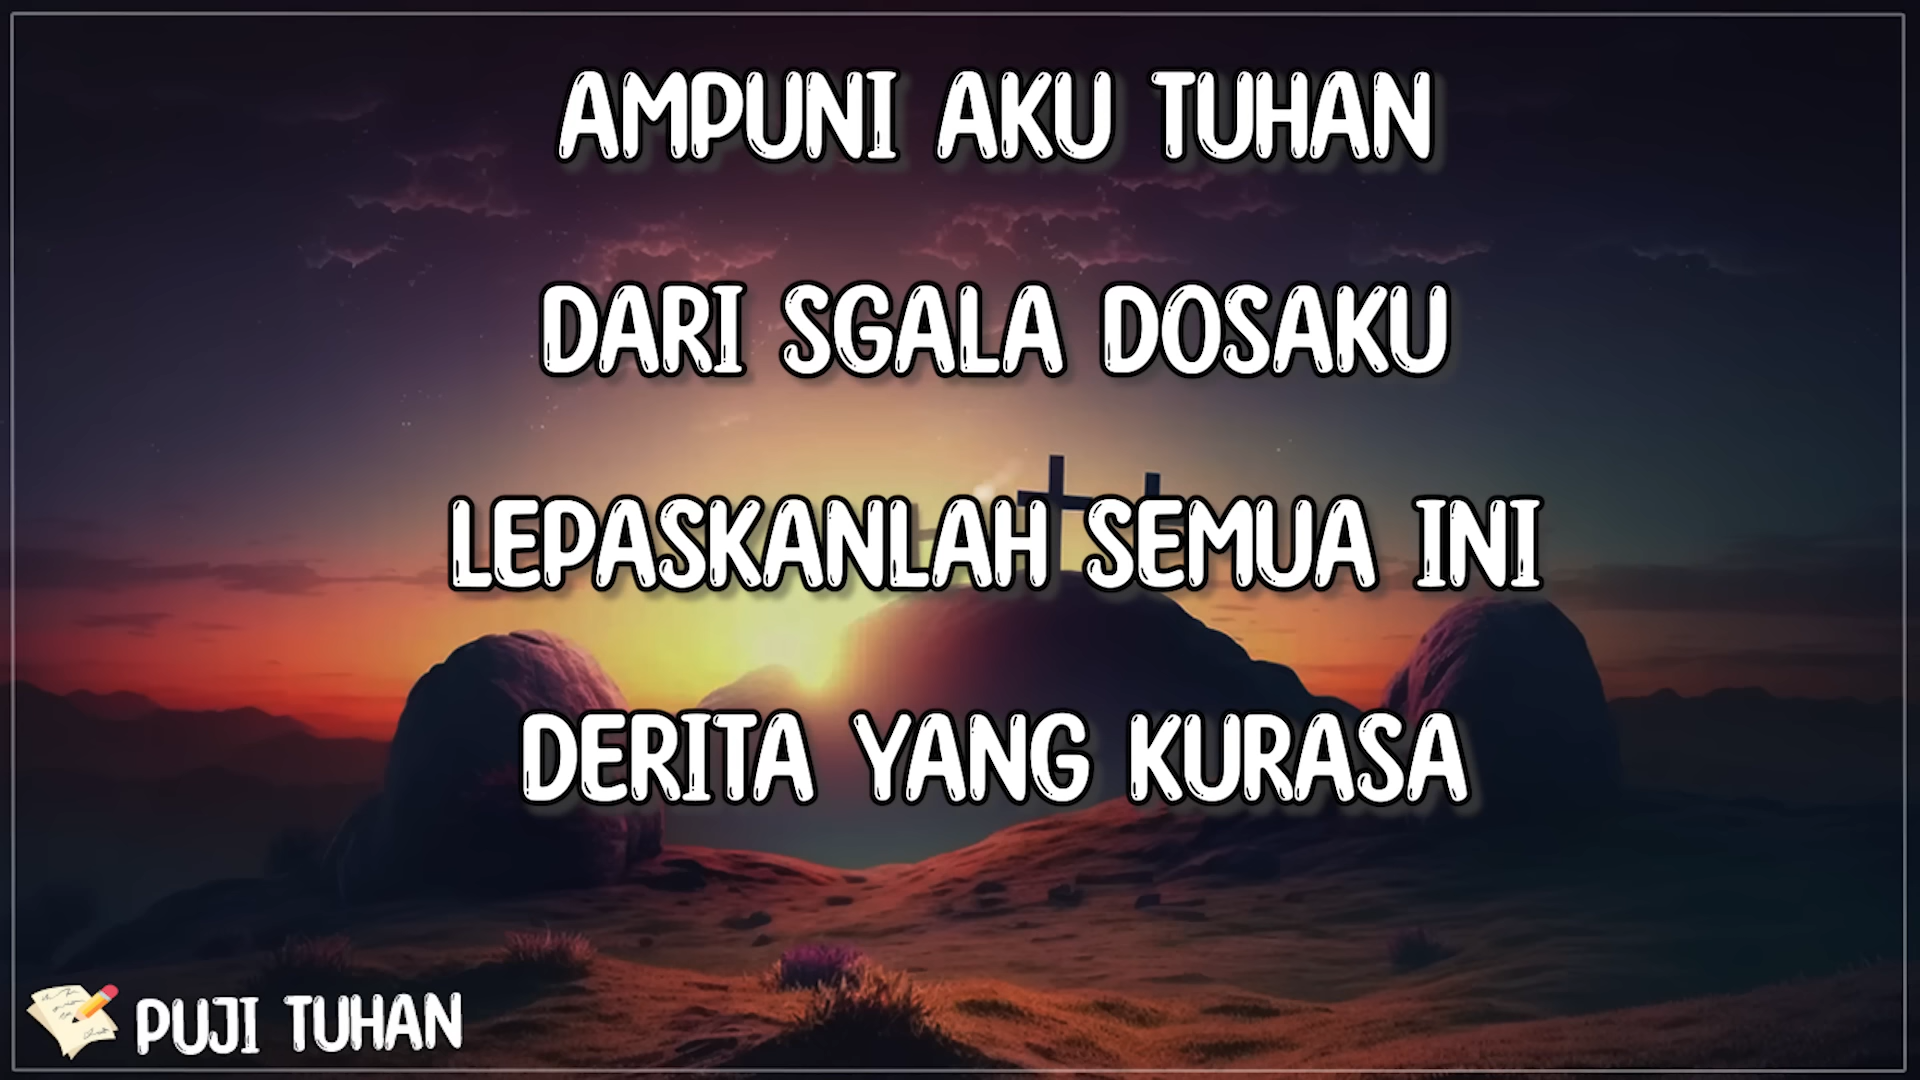 AMPUNI AKU TUHAN
DARI SGALA DOSAKU
LEPASKANLAH SEMUA INI
DERITA YANG KURASA
PUJI TUHAN